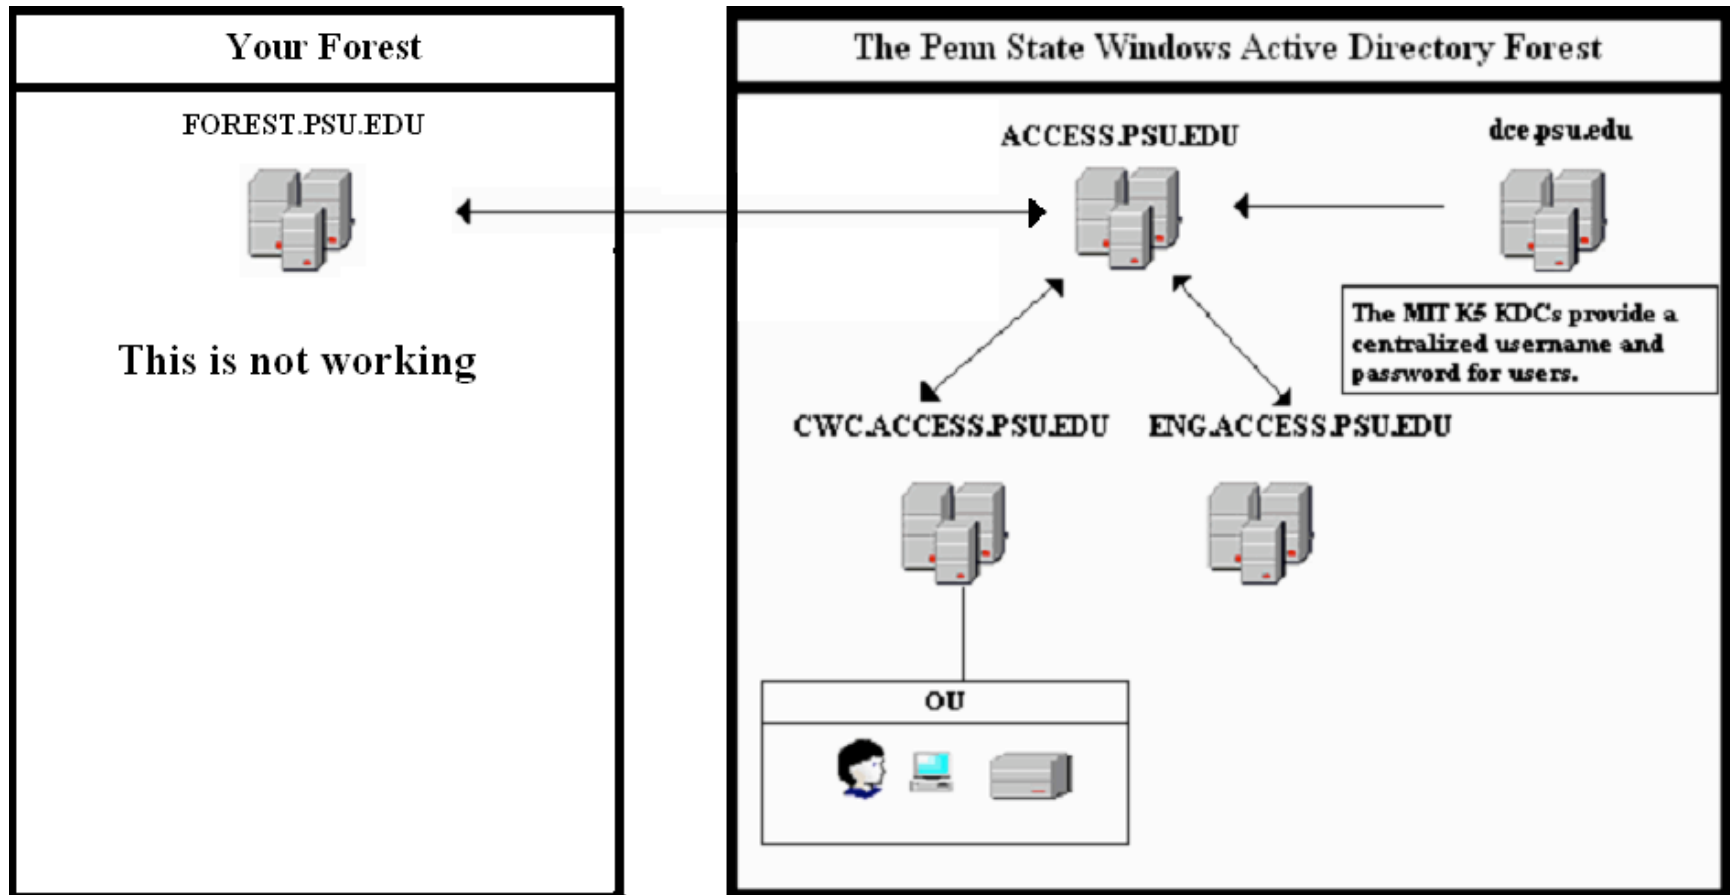 Your Forest
FOREST.PSU.EDU
This is not working
The Penn State Windows Active Directory Forest
ACCESS.PSU.EDU
dce.psu.edu
The MIT K5 KDCs provide a
centralized username and
password for users.
CWC.ACCESS.PSU.EDU
ENG.ACCESS.PSU.EDU
OU